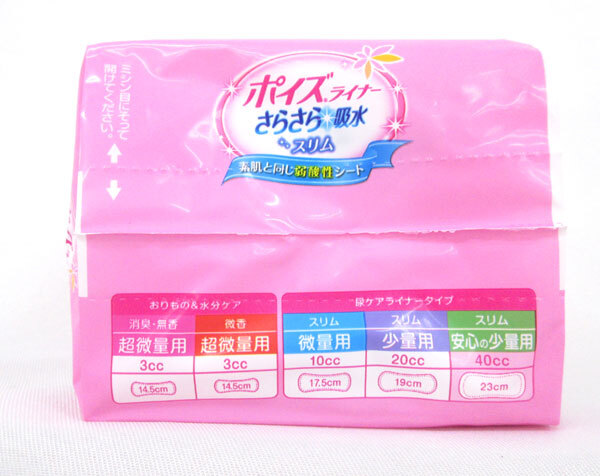 ミシン目にそって
開けてください。
ポイズライナー
さらさら吸水
スリム
素肌と同じ弱酸性シート
おりもの&水分ケア
消臭・無香
超微量用
3cc
14.5cm
微香
超微量用
3cc
14.5cm
尿ケアライナータイプ
スリム
微量用
10cc
17.5cm
スリム
少量用
20cc
19cm
スリム
安心の少量用
40cc
23cm